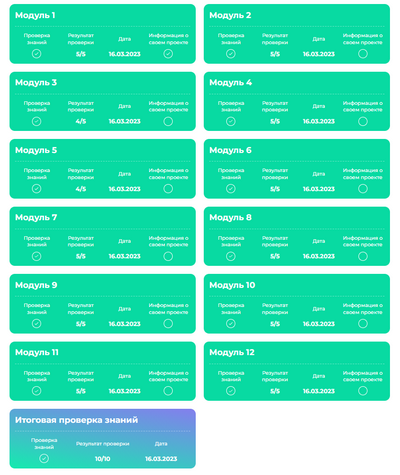 Модуль 1
Проверка знаний Результат проверки Дата Информация о своем проекте
5/5 16.03.2023
Модуль 2
Проверка знаний Результат проверки Дата Информация о своем проекте
5/5 16.03.2023
Модуль 3
Проверка знаний Результат проверки Дата Информация о своем проекте
4/5 16.03.2023
Модуль 4
Проверка знаний Результат проверки Дата Информация о своем проекте
5/5 16.03.2023
Модуль 5
Проверка знаний Результат проверки Дата Информация о своем проекте
4/5 16.03.2023
Модуль 6
Проверка знаний Результат проверки Дата Информация о своем проекте
5/5 16.03.2023
Модуль 7
Проверка знаний Результат проверки Дата Информация о своем проекте
5/5 16.03.2023
Модуль 8
Проверка знаний Результат проверки Дата Информация о своем проекте
5/5 16.03.2023
Модуль 9
Проверка знаний Результат проверки Дата Информация о своем проекте
5/5 16.03.2023
Модуль 10
Проверка знаний Результат проверки Дата Информация о своем проекте
5/5 16.03.2023
Модуль 11
Проверка знаний Результат проверки Дата Информация о своем проекте
5/5 16.03.2023
Модуль 12
Проверка знаний Результат проверки Дата Информация о своем проекте
5/5 16.03.2023
Итоговая проверка знаний
Проверка знаний Результат проверки Дата
10/10 16.03.2023